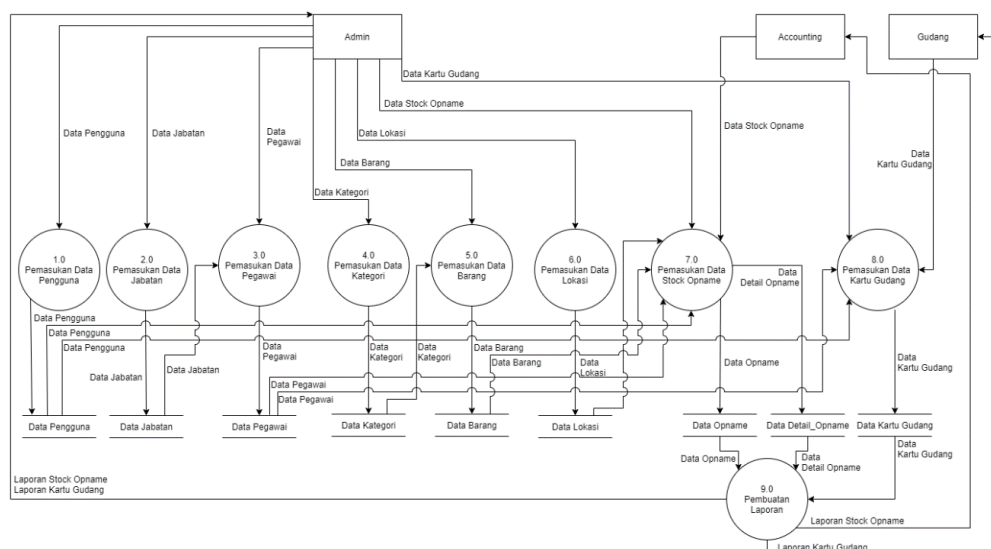 Admin
Accounting
Gudang
Data Kartu Gudang
Data Stock Opname
Data Pengguna
Data Jabatan
Data
Pegawai
Data Lokasi
Data Stock Opname
Data Barang
Data
Kartu Gudang
Data Kategori
1.0
Pemasukan Data
Pengguna
2.0
Pemasukan Data
Jabatan
3.0
Pemasukan Data
Pegawai
4.0
Pemasukan Data
Kategori
5.0
Pemasukan Data
Barang
6.0
Pemasukan Data
Lokasi
7.0
Pemasukan Data
Stock Opname
8.0
Pemasukan Data
Kartu Gudang
Data
Detail Opname
Data Pengguna
Data Pengguna
Data Pengguna
Data Jabatan
Data Jabatan
Data
Pegawai
Data Pegawai
Data Pegawai
Data
Kategori
Data
Kategori
Data Barang
Data Barang
Data
Lokasi
Data Opname
Data
Kartu Gudang
Data Pengguna
Data Jabatan
Data Pegawai
Data Kategori
Data Barang
Data Lokasi
Data Opname
Data Detail_Opname
Data Kartu Gudang
Data Opname
Data
Detail Opname
Data
Kartu Gudang
Laporan Stock Opname
Laporan Kartu Gudang
9.0
Pembuatan
Laporan
Laporan Stock Opname
Laporan Kartu Gudang